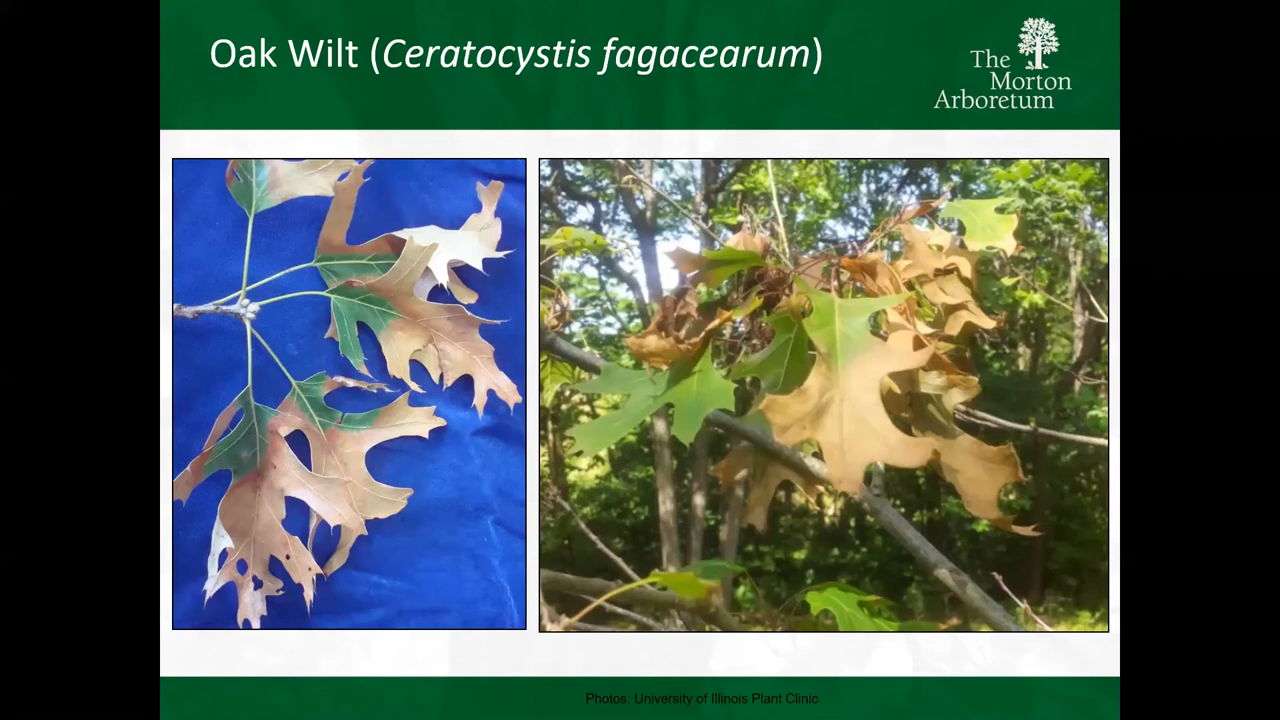 Oak Wilt (Ceratocystis fagacearum)
The
Morton
Arboretum
Photos: University of Illinois Plant Clinic